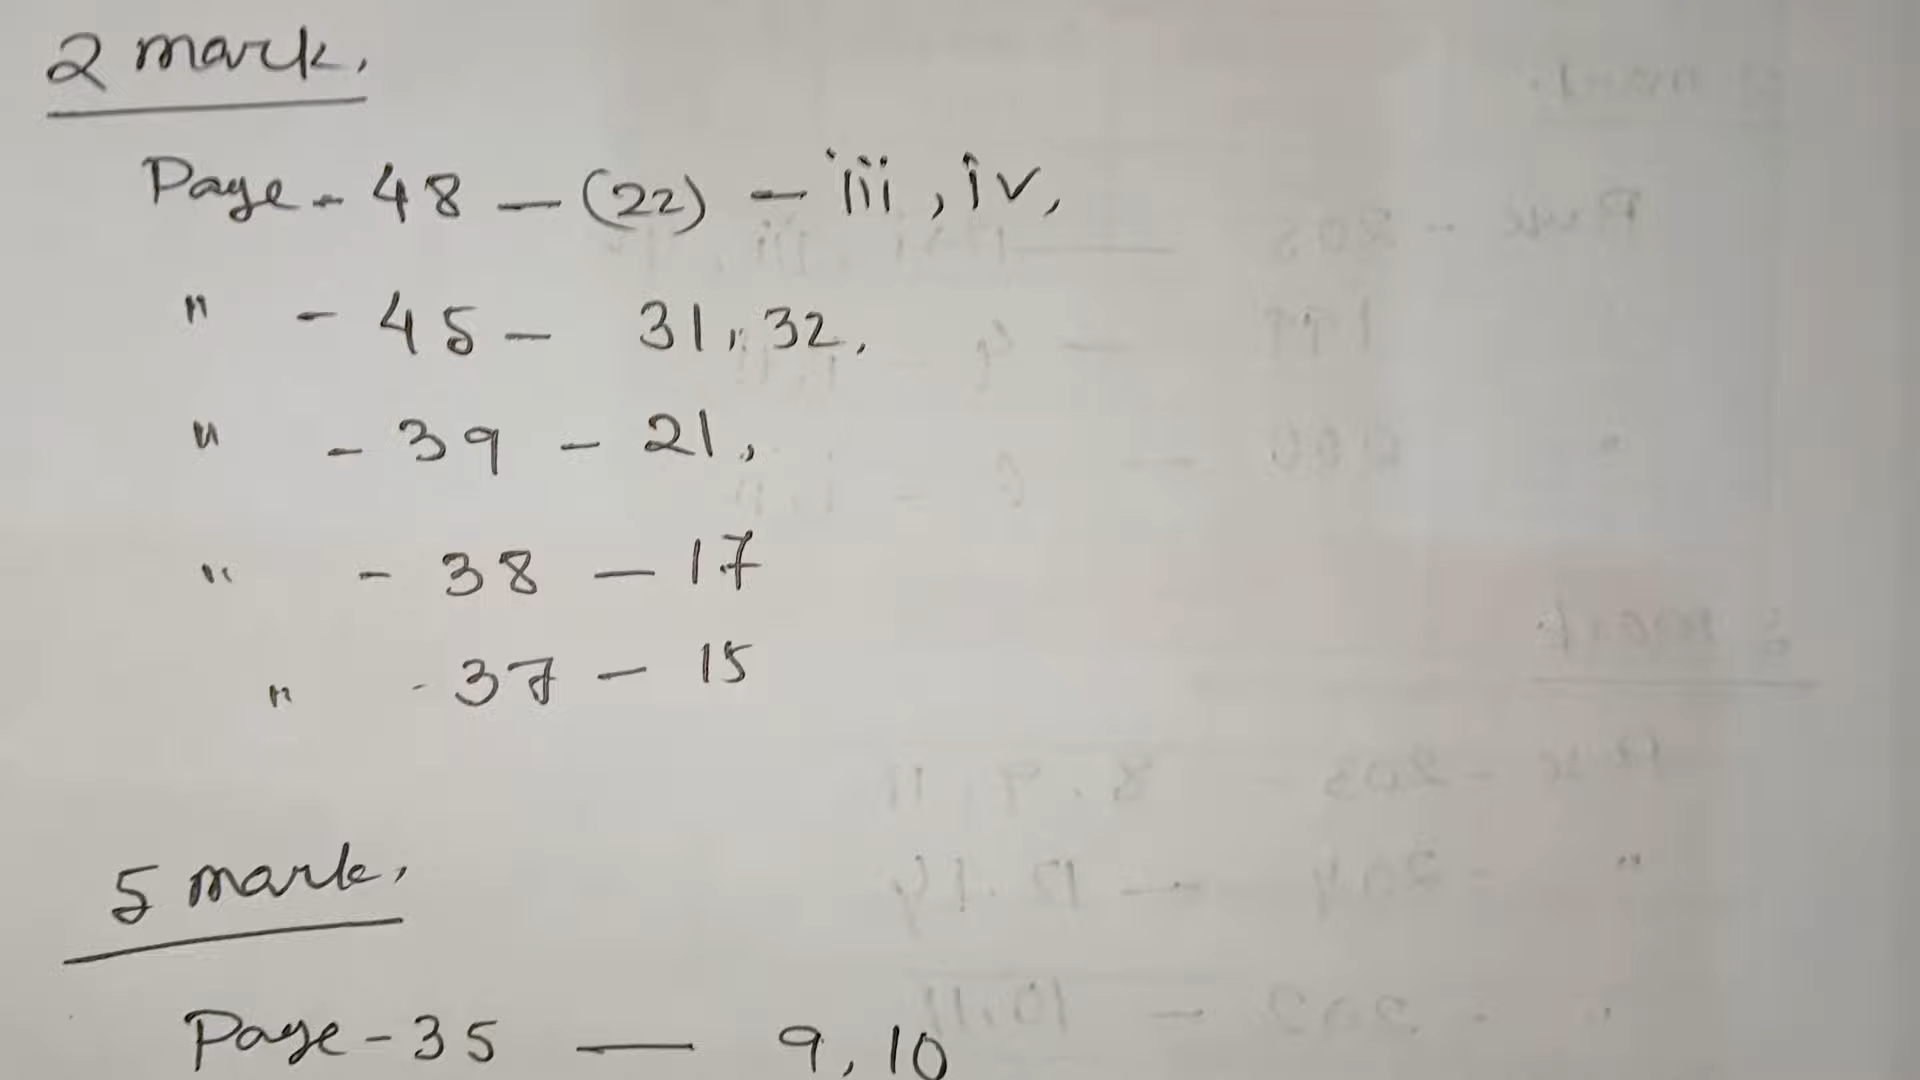 2 mark.
Page - 48 — (22) — iii, iv,
" - 45 - 31, 32,
" - 39 - 21,
" - 38 — 17
" - 37 — 15
5 mark.
Page - 35 — 9, 10